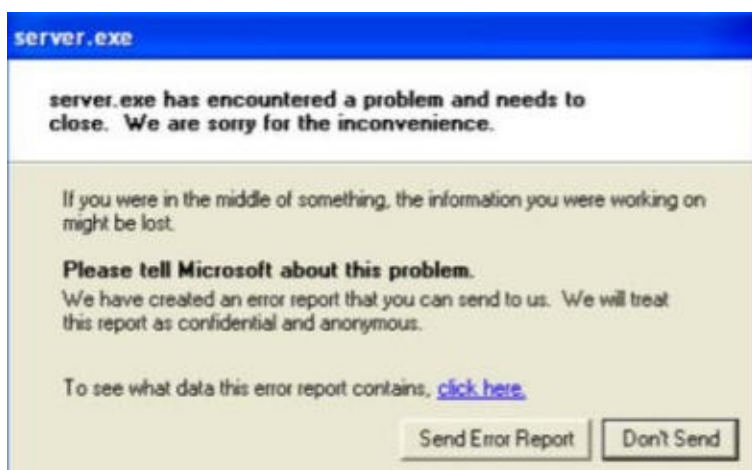 server.exe
server.exe has encountered a problem and needs to
close. We are sorry for the inconvenience.
If you were in the middle of something, the information you were working on
might be lost.
Please tell Microsoft about this problem.
We have created an error report that you can send to us. We will treat
this report as confidential and anonymous.
To see what data this error report contains, click here.
Send Error Report Don't Send